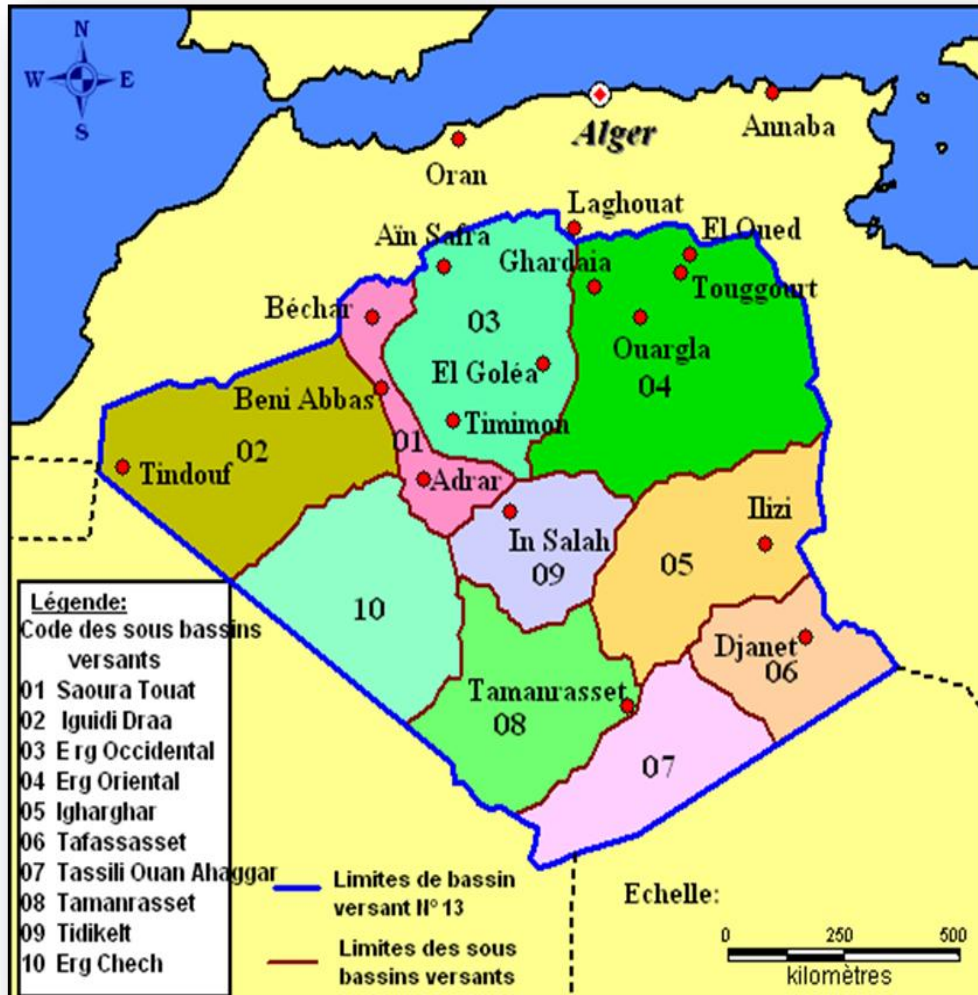 N
W E
S
Alger
Annaba
Oran
Laghouat
El Oued
Aïn Safra
Ghardaia
Touggourt
Béchar
03
Ouargla
El Goléa
04
Beni Abbas
Timimon
01
02
Tindouf
Adrar
Ilizi
In Salah
05
09
10
Djanet
06
Tamanrasset
08
07
Légende:
Code des sous bassins
versants
01 Saoura Touat
02 Iguidi Draa
03 E rg Occidental
04 Erg Oriental
05 Igharghar
06 Tafassasset
07 Tassili Ouan Ahaggar
08 Tamanrasset
09 Tidikelt
10 Erg Chech
Limites de bassin
versant N° 13
Limites des sous
bassins versants
Echelle:
0 250 500
kilomètres